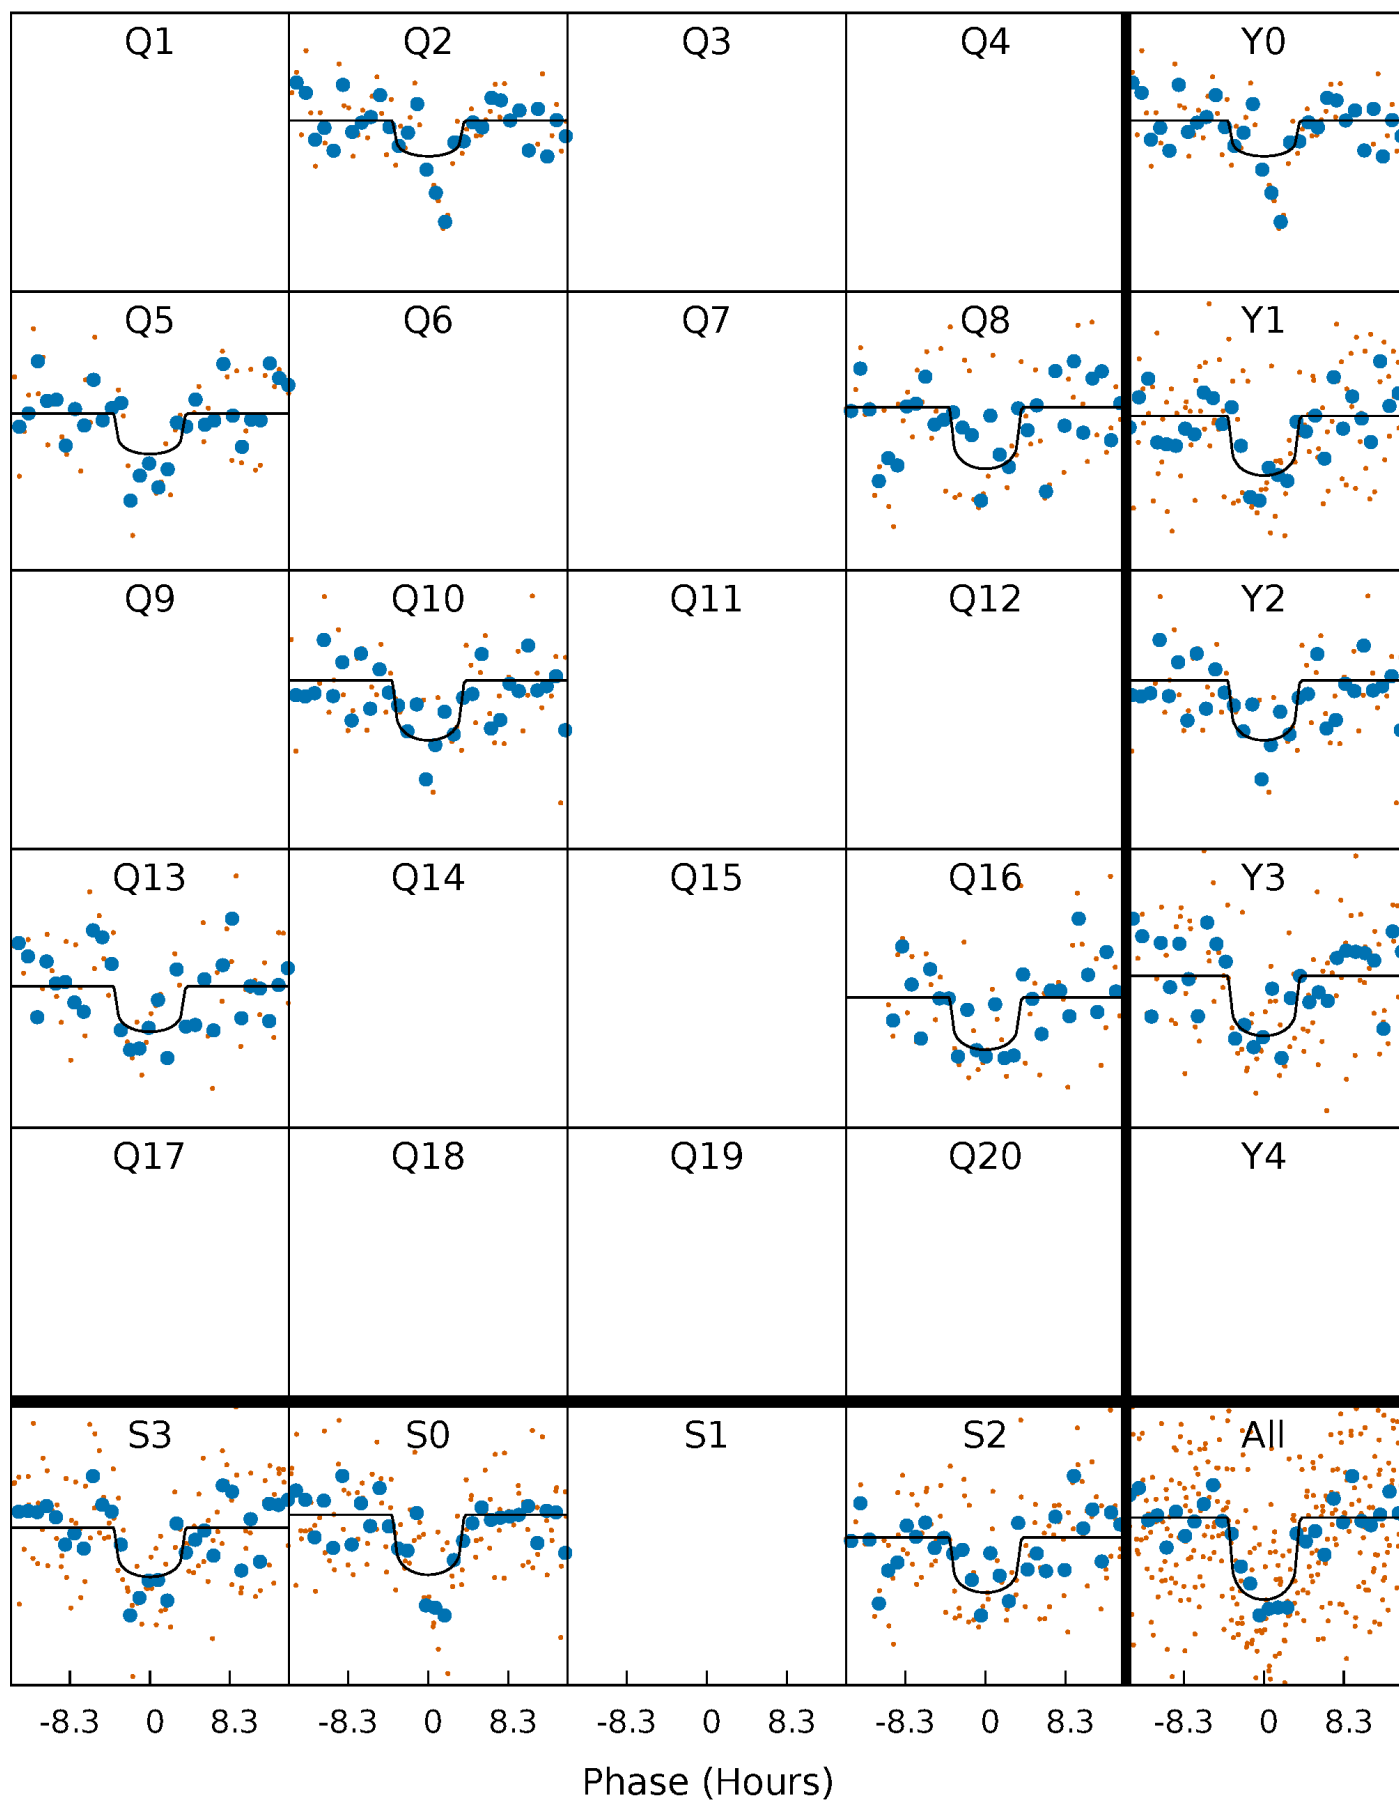 Q1 Q2 Q3 Q4 Y0
Q5 Q6 Q7 Q8 Y1
Q9 Q10 Q11 Q12 Y2
Q13 Q14 Q15 Q16 Y3
Q17 Q18 Q19 Q20 Y4
S3 S0 S1 S2 All
-8.3 0 8.3 -8.3 0 8.3 -8.3 0 8.3 -8.3 0 8.3 -8.3 0 8.3
Phase (Hours)